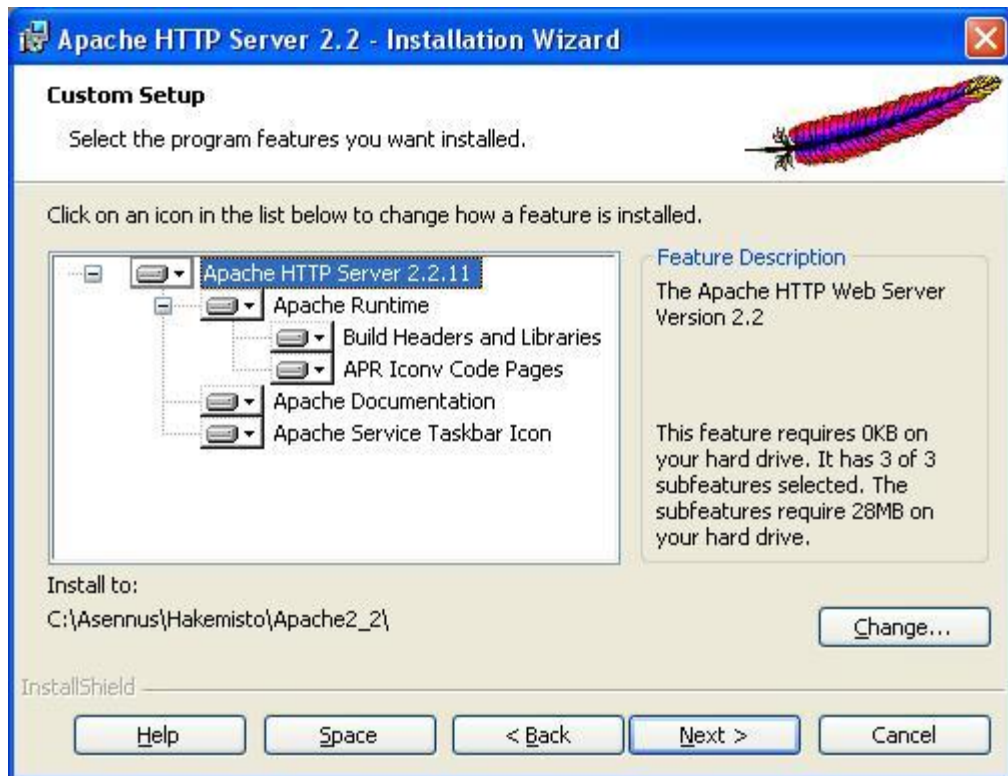 Apache HTTP Server 2.2 - Installation Wizard
Custom Setup
Select the program features you want installed.
Click on an icon in the list below to change how a feature is installed.
Apache HTTP Server 2.2.11
Apache Runtime
Build Headers and Libraries
APR Iconv Code Pages
Apache Documentation
Apache Service Taskbar Icon
Feature Description
The Apache HTTP Web Server
Version 2.2
This feature requires 0KB on
your hard drive. It has 3 of 3
subfeatures selected. The
subfeatures require 28MB on
your hard drive.
Install to:
C:\Asennus\Hakemisto\Apache2_2\
Change...
InstallShield
Help
Space
< Back
Next >
Cancel